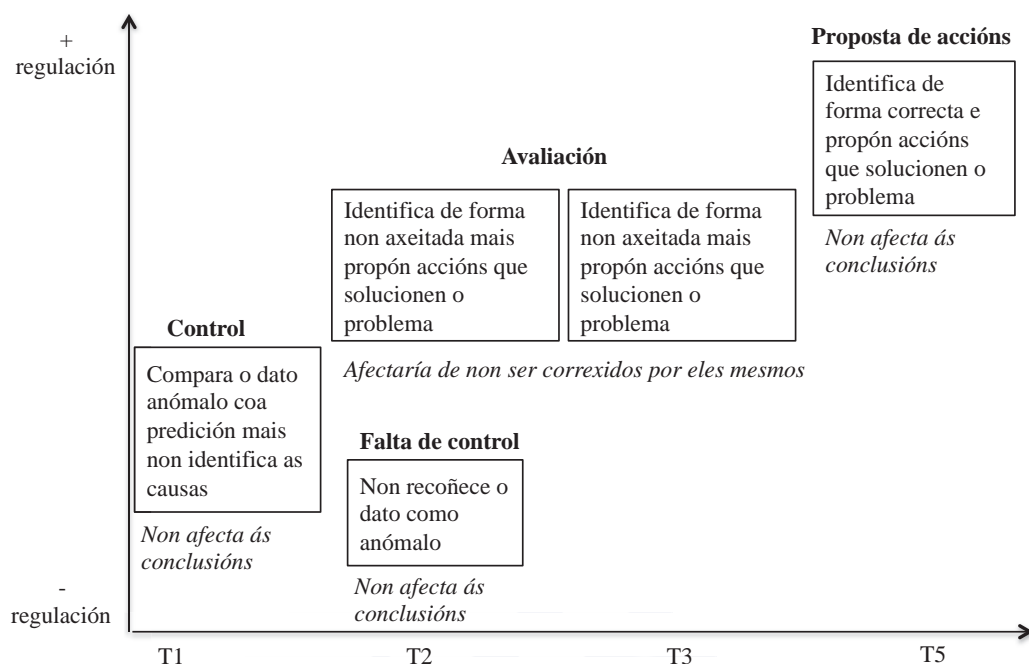 +
regulación
Proposta de accións
Identifica de
forma correcta e
propón accións
que solucionen o
problema
Non afecta ás
conclusións
Avaliación
Identifica de forma
non axeitada mais
propón accións que
solucionen o
problema
Identifica de forma
non axeitada mais
propón accións que
solucionen o
problema
Afectaría de non ser correxidos por eles mesmos
Control
Compara o dato
anómalo coa
predición mais
non identifica as
causas
Non afecta ás
conclusións
Falta de control
Non recoñece o
dato como
anómalo
Non afecta ás
conclusións
-
regulación
T1
T2
T3
T5